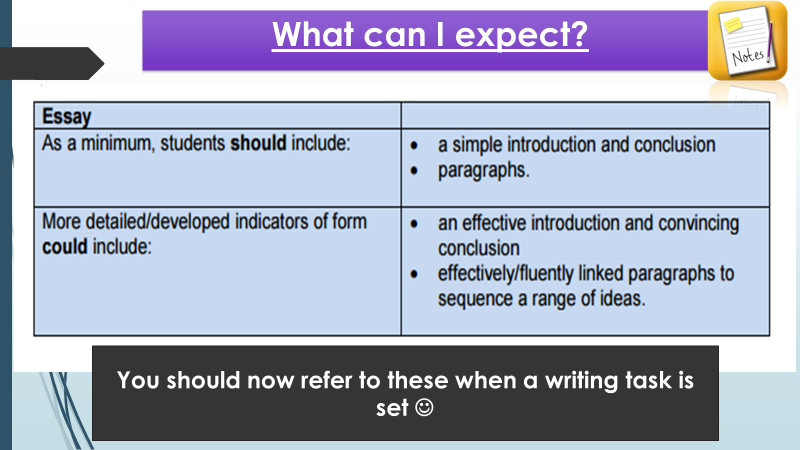 What can I expect?
Notes!
Essay
As a minimum, students should include:
• a simple introduction and conclusion
• paragraphs.
More detailed/developed indicators of form
could include:
• an effective introduction and convincing
conclusion
• effectively/fluently linked paragraphs to
sequence a range of ideas.
You should now refer to these when a writing task is
set ☺